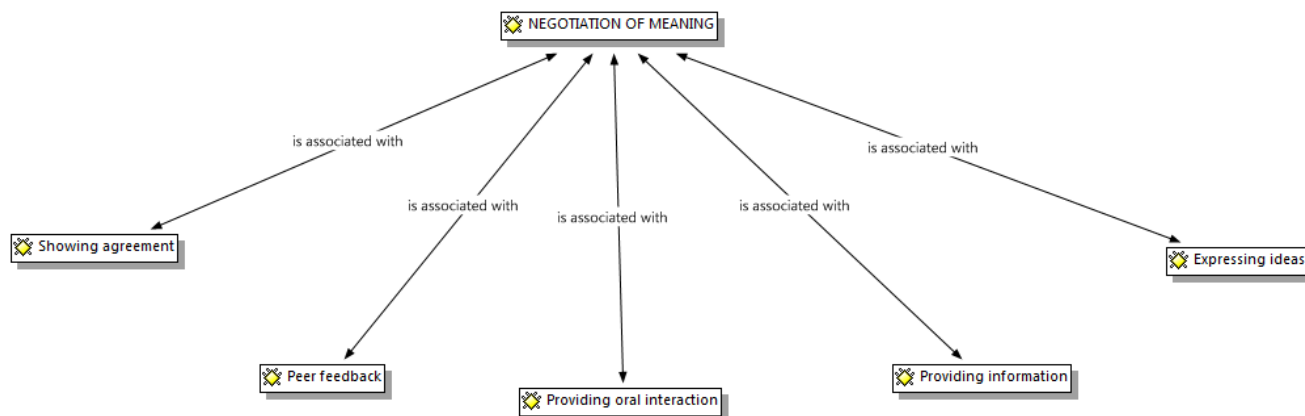 NEGOTIATION OF MEANING
is associated with
is associated with
is associated with
is associated with
is associated with
Showing agreement
Expressing ideas
Peer feedback
Providing information
Providing oral interaction